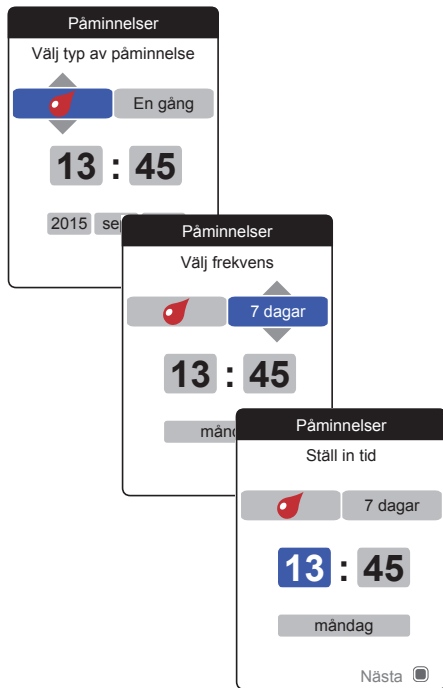 Påminnelser
Välj typ av påminnelse
En gång
13 : 45
2015
Påminnelser
Välj frekvens
7 dagar
13 : 45
Påminnelser
Ställ in tid
7 dagar
13 : 45
måndag
Nästa